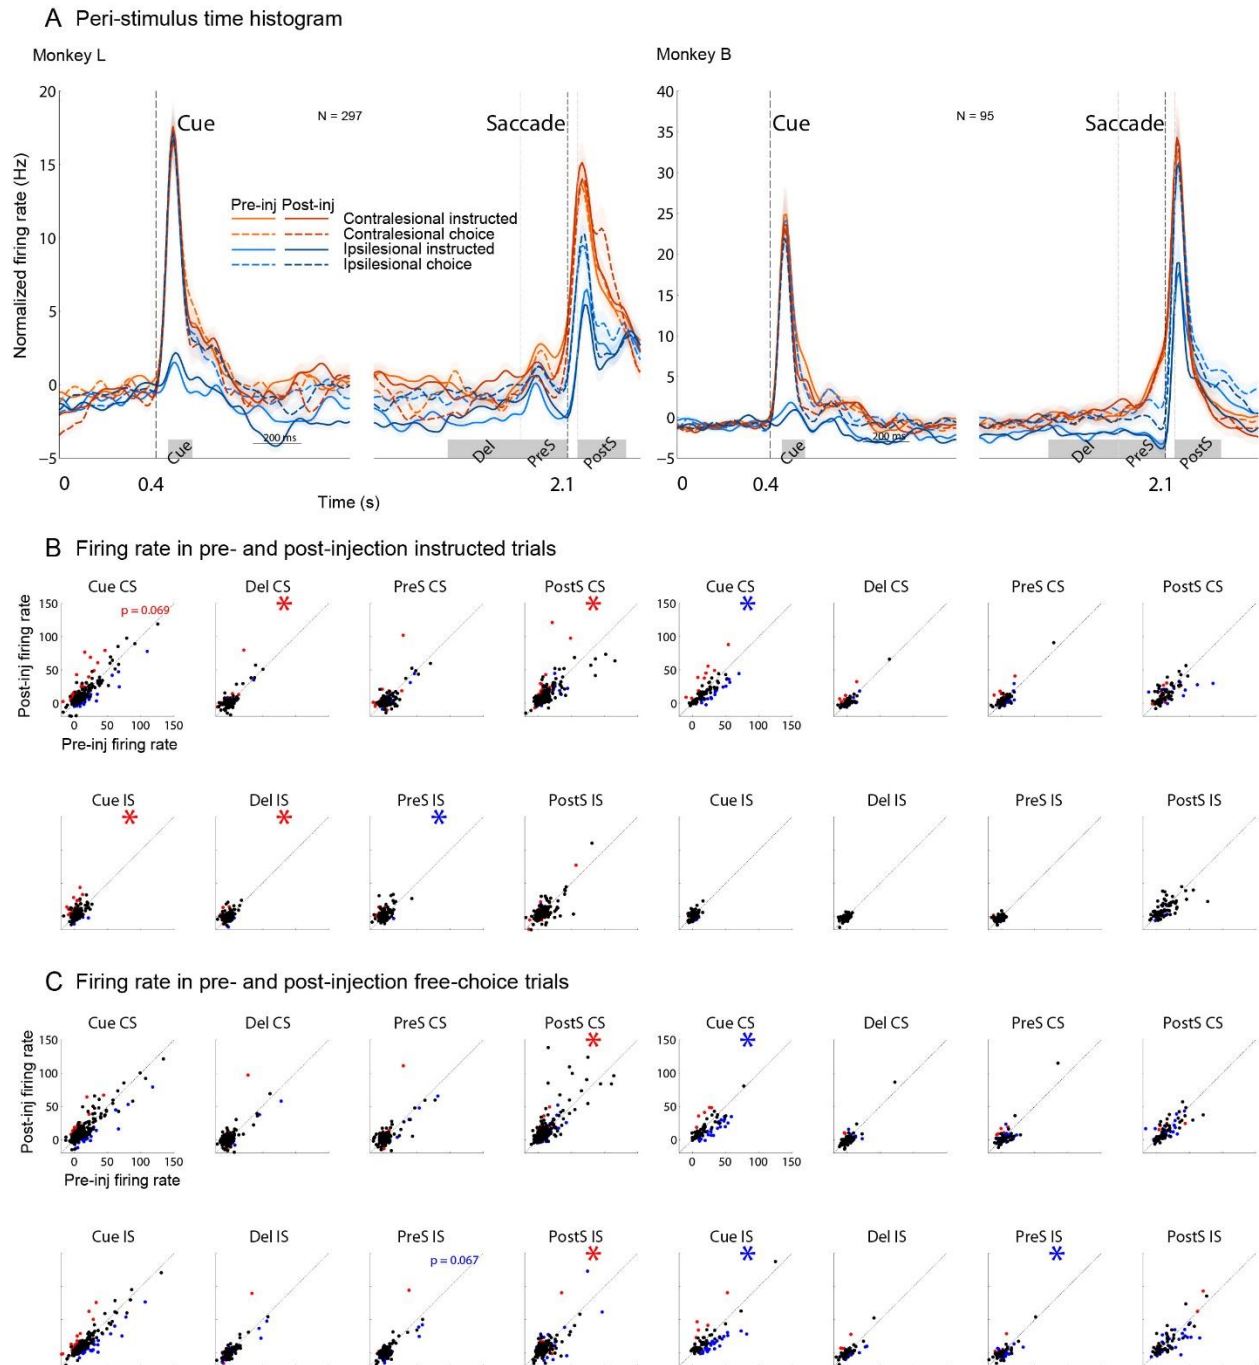 A Peri-stimulus time histogram
Monkey L
Monkey B
20
15
10
5
0
−5
Normalized firing rate (Hz)
Cue
N = 297
Saccade
Pre-inj Post-inj
Contralesional instructed
Contralesional choice
Ipsilesional instructed
Ipsilesional choice
200 ms
Cue
Del
PreS
PostS
0
0.4
2.1
Time (s)
40
35
30
25
20
15
10
5
0
−5
Cue
N = 95
Saccade
200 ms
Cue
Del
PreS
PostS
0
0.4
2.1
B Firing rate in pre- and post-injection instructed trials
Cue CS
Del CS
PreS CS
PostS CS
Cue CS
Del CS
PreS CS
PostS CS
p = 0.069
*
*
*
150
100
50
0
Post-inj firing rate
0 50 100 150
0 50 100 150
Pre-inj firing rate
Cue IS
Del IS
PreS IS
PostS IS
Cue IS
Del IS
PreS IS
PostS IS
*
*
*
C Firing rate in pre- and post-injection free-choice trials
Cue CS
Del CS
PreS CS
PostS CS
Cue CS
Del CS
PreS CS
PostS CS
*
*
150
100
50
0
Post-inj firing rate
0 50 100 150
0 50 100 150
Pre-inj firing rate
Cue IS
Del IS
PreS IS
PostS IS
Cue IS
Del IS
PreS IS
PostS IS
p = 0.067
*
*
*